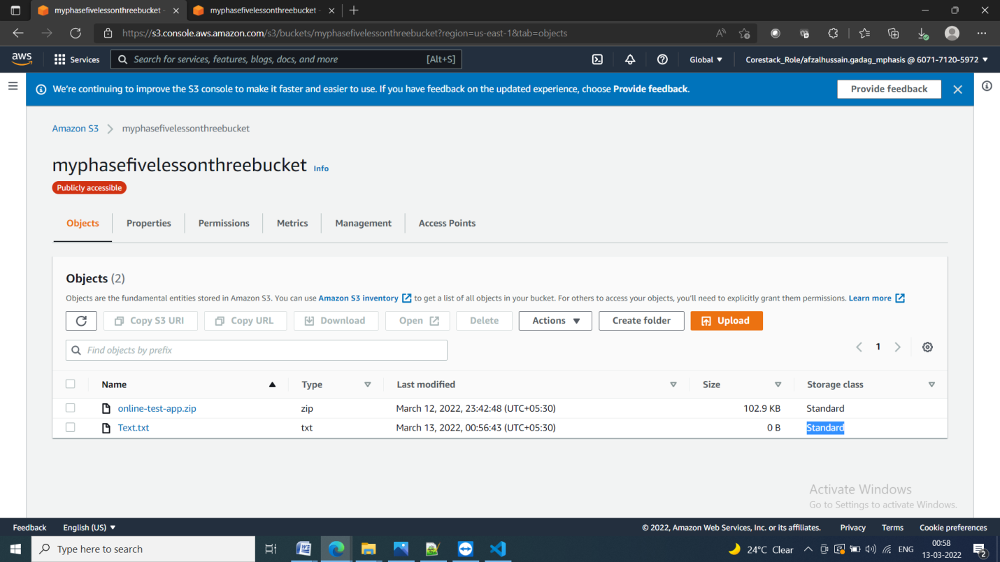 myphasefivelessonthreebucket -
myphasefivelessonthreebucket -
https://s3.console.aws.amazon.com/s3/buckets/myphasefivelessonthreebucket?region=us-east-1&tab=objects
aws
Services
Search for services, features, blogs, docs, and more
[Alt+S]
Global
Corestack_Role/afzalhussain.gadag_mphasis @ 6071-7120-5972
We're continuing to improve the S3 console to make it faster and easier to use. If you have feedback on the updated experience, choose Provide feedback.
Provide feedback
Amazon S3
myphasefivelessonthreebucket
myphasefivelessonthreebucket Info
Publicly accessible
Objects Properties Permissions Metrics Management Access Points
Objects (2)
Objects are the fundamental entities stored in Amazon S3. You can use Amazon S3 inventory to get a list of all objects in your bucket. For others to access your objects, you'll need to explicitly grant them permissions. Learn more
Copy S3 URI Copy URL Download Open Delete Actions Create folder Upload
Find objects by prefix
1
Name Type Last modified Size Storage class
online-test-app.zip zip March 12, 2022, 23:42:48 (UTC+05:30) 102.9 KB Standard
Text.txt txt March 13, 2022, 00:56:43 (UTC+05:30) 0 B Standard
Activate Windows
Go to Settings to activate Windows.
Feedback English (US) © 2022, Amazon Web Services, Inc. or its affiliates. Privacy Terms Cookie preferences
Type here to search
24°C Clear
ENG
00:58
13-03-2022
2